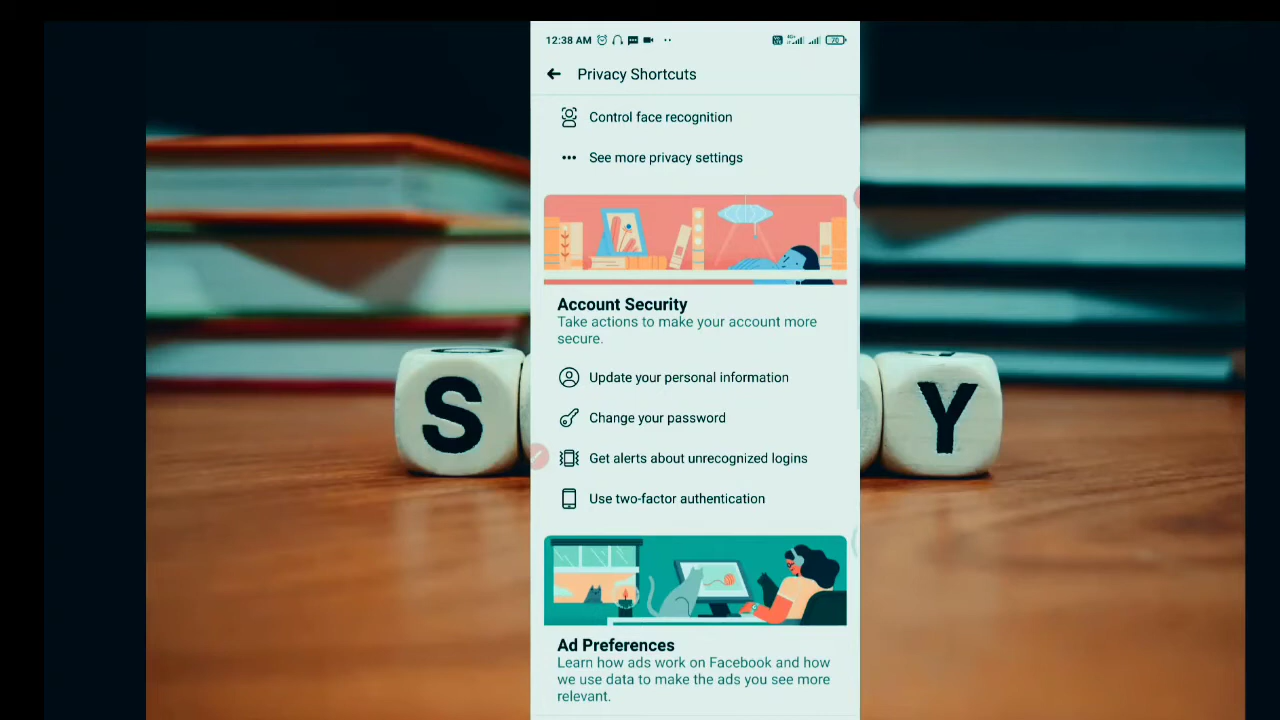 12:38 AM
70
Privacy Shortcuts
Control face recognition
See more privacy settings
Account Security
Take actions to make your account more
secure.
S
Y
Update your personal information
Change your password
Get alerts about unrecognized logins
Use two-factor authentication
Ad Preferences
Learn how ads work on Facebook and how
we use data to make the ads you see more
relevant.